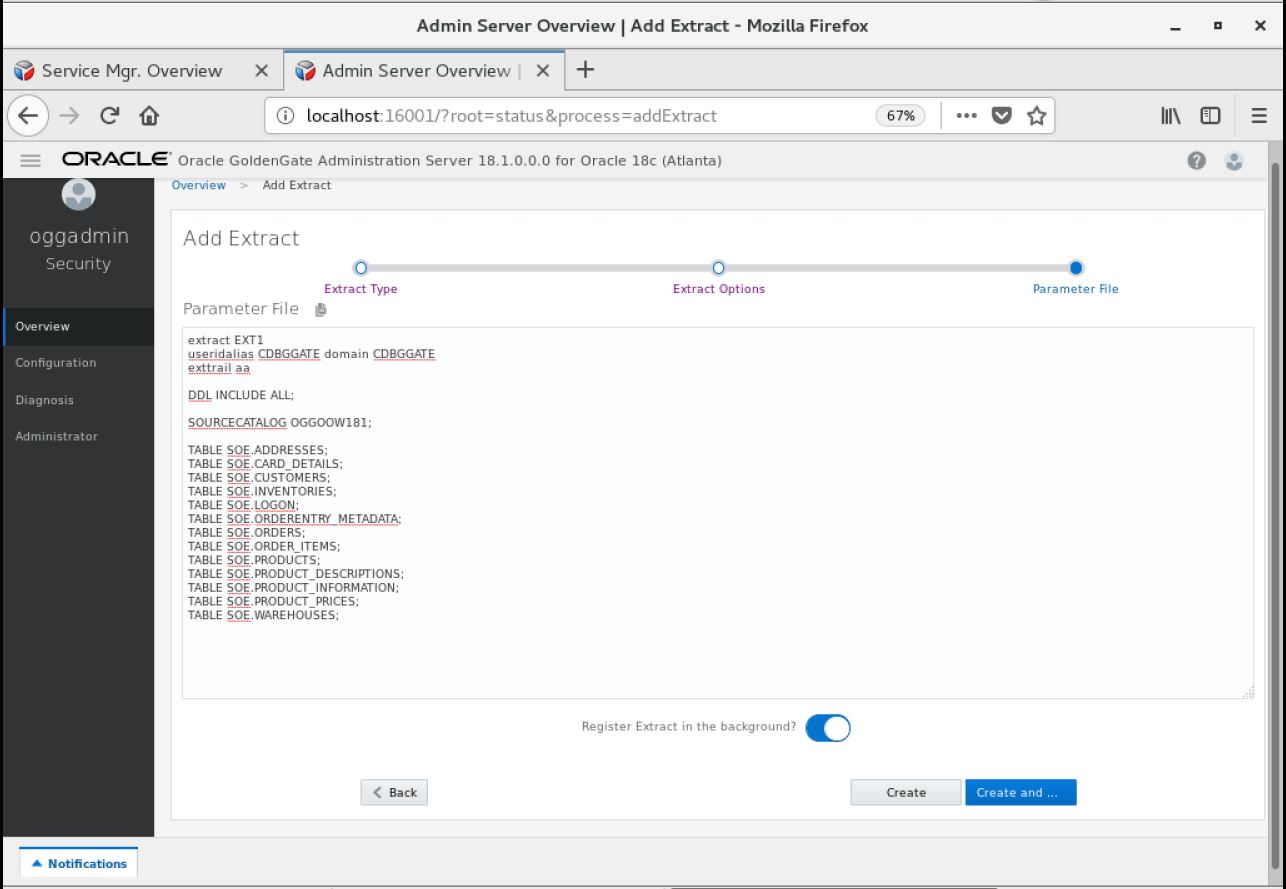 Admin Server Overview | Add Extract - Mozilla Firefox
Service Mgr. Overview
Admin Server Overview |
localhost:16001/?root=status&process=addExtract
67%
ORACLE Oracle GoldenGate Administration Server 18.1.0.0.0 for Oracle 18c (Atlanta)
Overview > Add Extract
oggadmin
Security
Overview
Configuration
Diagnosis
Administrator
Add Extract
Extract Type
Extract Options
Parameter File
Parameter File
extract EXT1
useridalias CDBGGATE domain CDBGGATE
exttrail aa
DDL INCLUDE ALL;
SOURCECATALOG OGGOOW181;
TABLE SOE.ADDRESSES;
TABLE SOE.CARD_DETAILS;
TABLE SOE.CUSTOMERS;
TABLE SOE.INVENTORIES;
TABLE SOE.LOGON;
TABLE SOE.ORDERENTRY_METADATA;
TABLE SOE.ORDERS;
TABLE SOE.ORDER_ITEMS;
TABLE SOE.PRODUCTS;
TABLE SOE.PRODUCT_DESCRIPTIONS;
TABLE SOE.PRODUCT_INFORMATION;
TABLE SOE.PRODUCT_PRICES;
TABLE SOE.WAREHOUSES;
Register Extract in the background?
Back
Create
Create and ...
Notifications